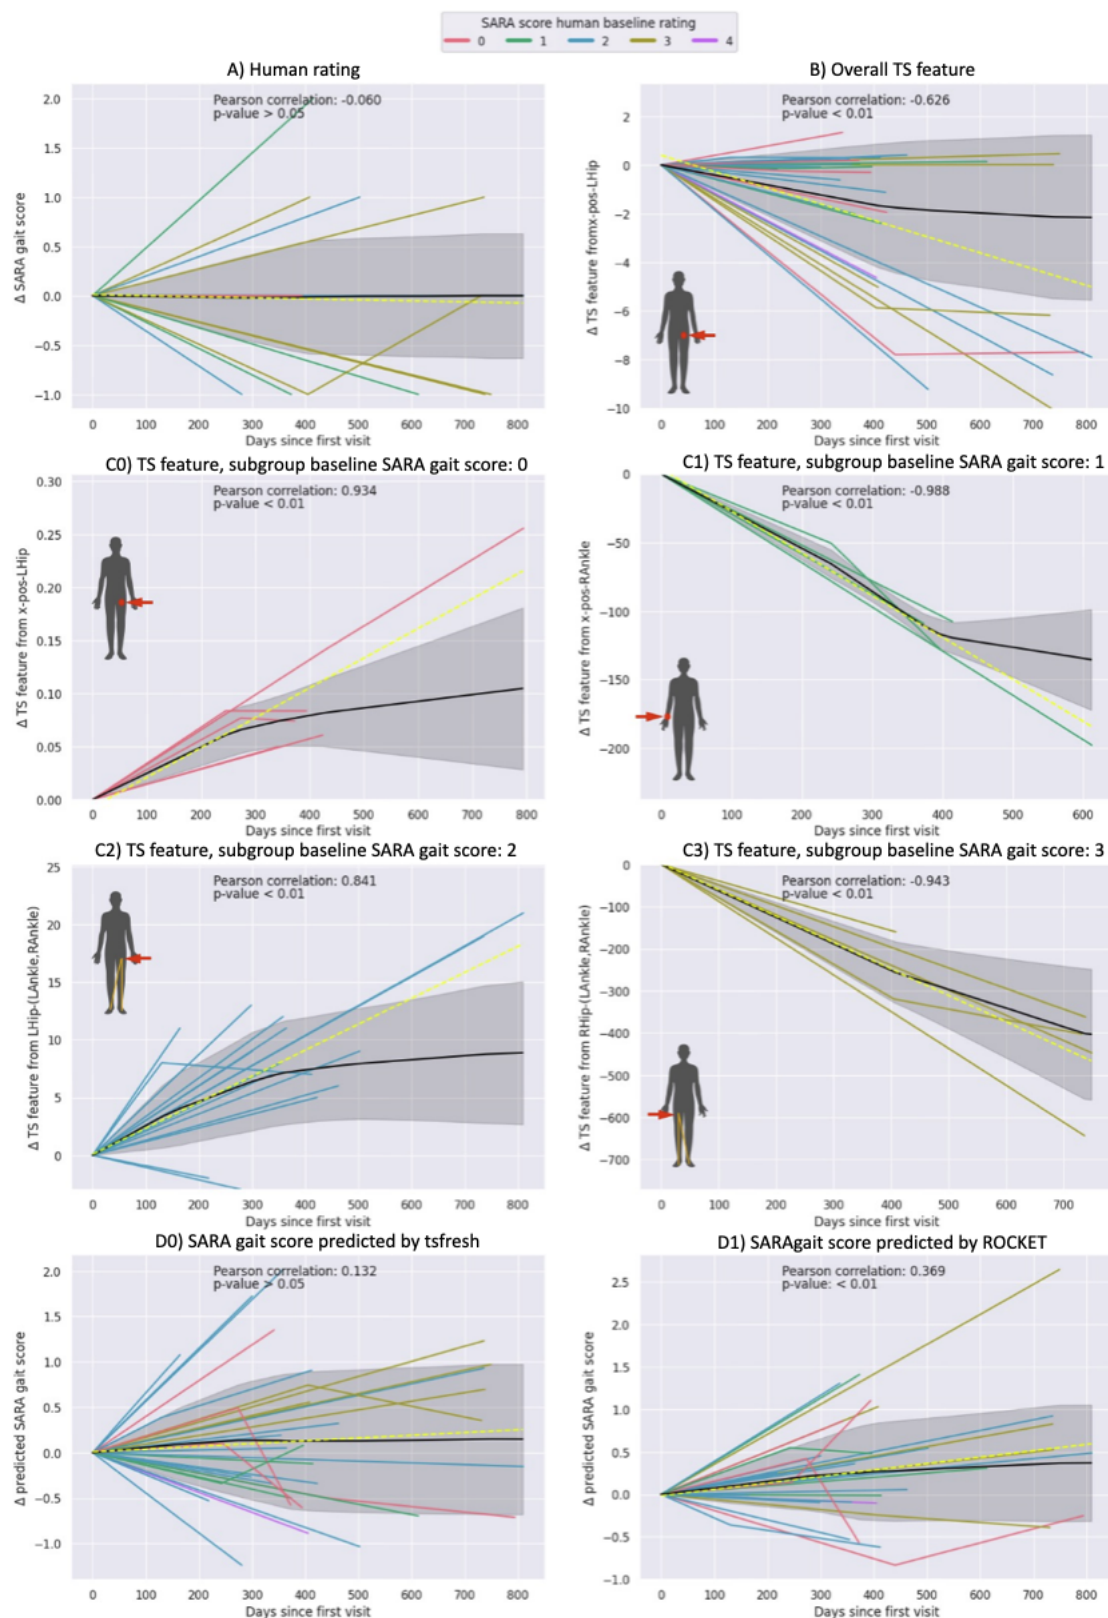 SARA score human baseline rating
0 1 2 3 4
A) Human rating
Pearson correlation: -0.060
p-value > 0.05
2.0
1.5
1.0
0.5
0.0
−0.5
−1.0
Δ SARA gait score
0 100 200 300 400 500 600 700 800
Days since first visit
B) Overall TS feature
Pearson correlation: -0.626
p-value < 0.01
2
0
−2
−4
−6
−8
−10
Δ TS feature fromx-pos-LHip
0 100 200 300 400 500 600 700 800
Days since first visit
C0) TS feature, subgroup baseline SARA gait score: 0
Pearson correlation: 0.934
p-value < 0.01
0.30
0.25
0.20
0.15
0.10
0.05
0.00
Δ TS feature from x-pos-LHip
0 100 200 300 400 500 600 700 800
Days since first visit
C1) TS feature, subgroup baseline SARA gait score: 1
Pearson correlation: -0.988
p-value < 0.01
0
−50
−100
−150
−200
Δ TS feature from x-pos-RAnkle
0 100 200 300 400 500 600
Days since first visit
C2) TS feature, subgroup baseline SARA gait score: 2
Pearson correlation: 0.841
p-value < 0.01
25
20
15
10
5
0
Δ TS feature from LHip-(LAnkle,RAnkle)
0 100 200 300 400 500 600 700 800
Days since first visit
C3) TS feature, subgroup baseline SARA gait score: 3
Pearson correlation: -0.943
p-value < 0.01
0
−100
−200
−300
−400
−500
−600
−700
Δ TS feature from RHip-(LAnkle,RAnkle)
0 100 200 300 400 500 600 700
Days since first visit
D0) SARA gait score predicted by tsfresh
Pearson correlation: 0.132
p-value > 0.05
2.0
1.5
1.0
0.5
0.0
−0.5
−1.0
Δ predicted SARA gait score
0 100 200 300 400 500 600 700 800
Days since first visit
D1) SARAgait score predicted by ROCKET
Pearson correlation: 0.369
p-value: < 0.01
2.5
2.0
1.5
1.0
0.5
0.0
−0.5
−1.0
Δ predicted SARA gait score
0 100 200 300 400 500 600 700 800
Days since first visit